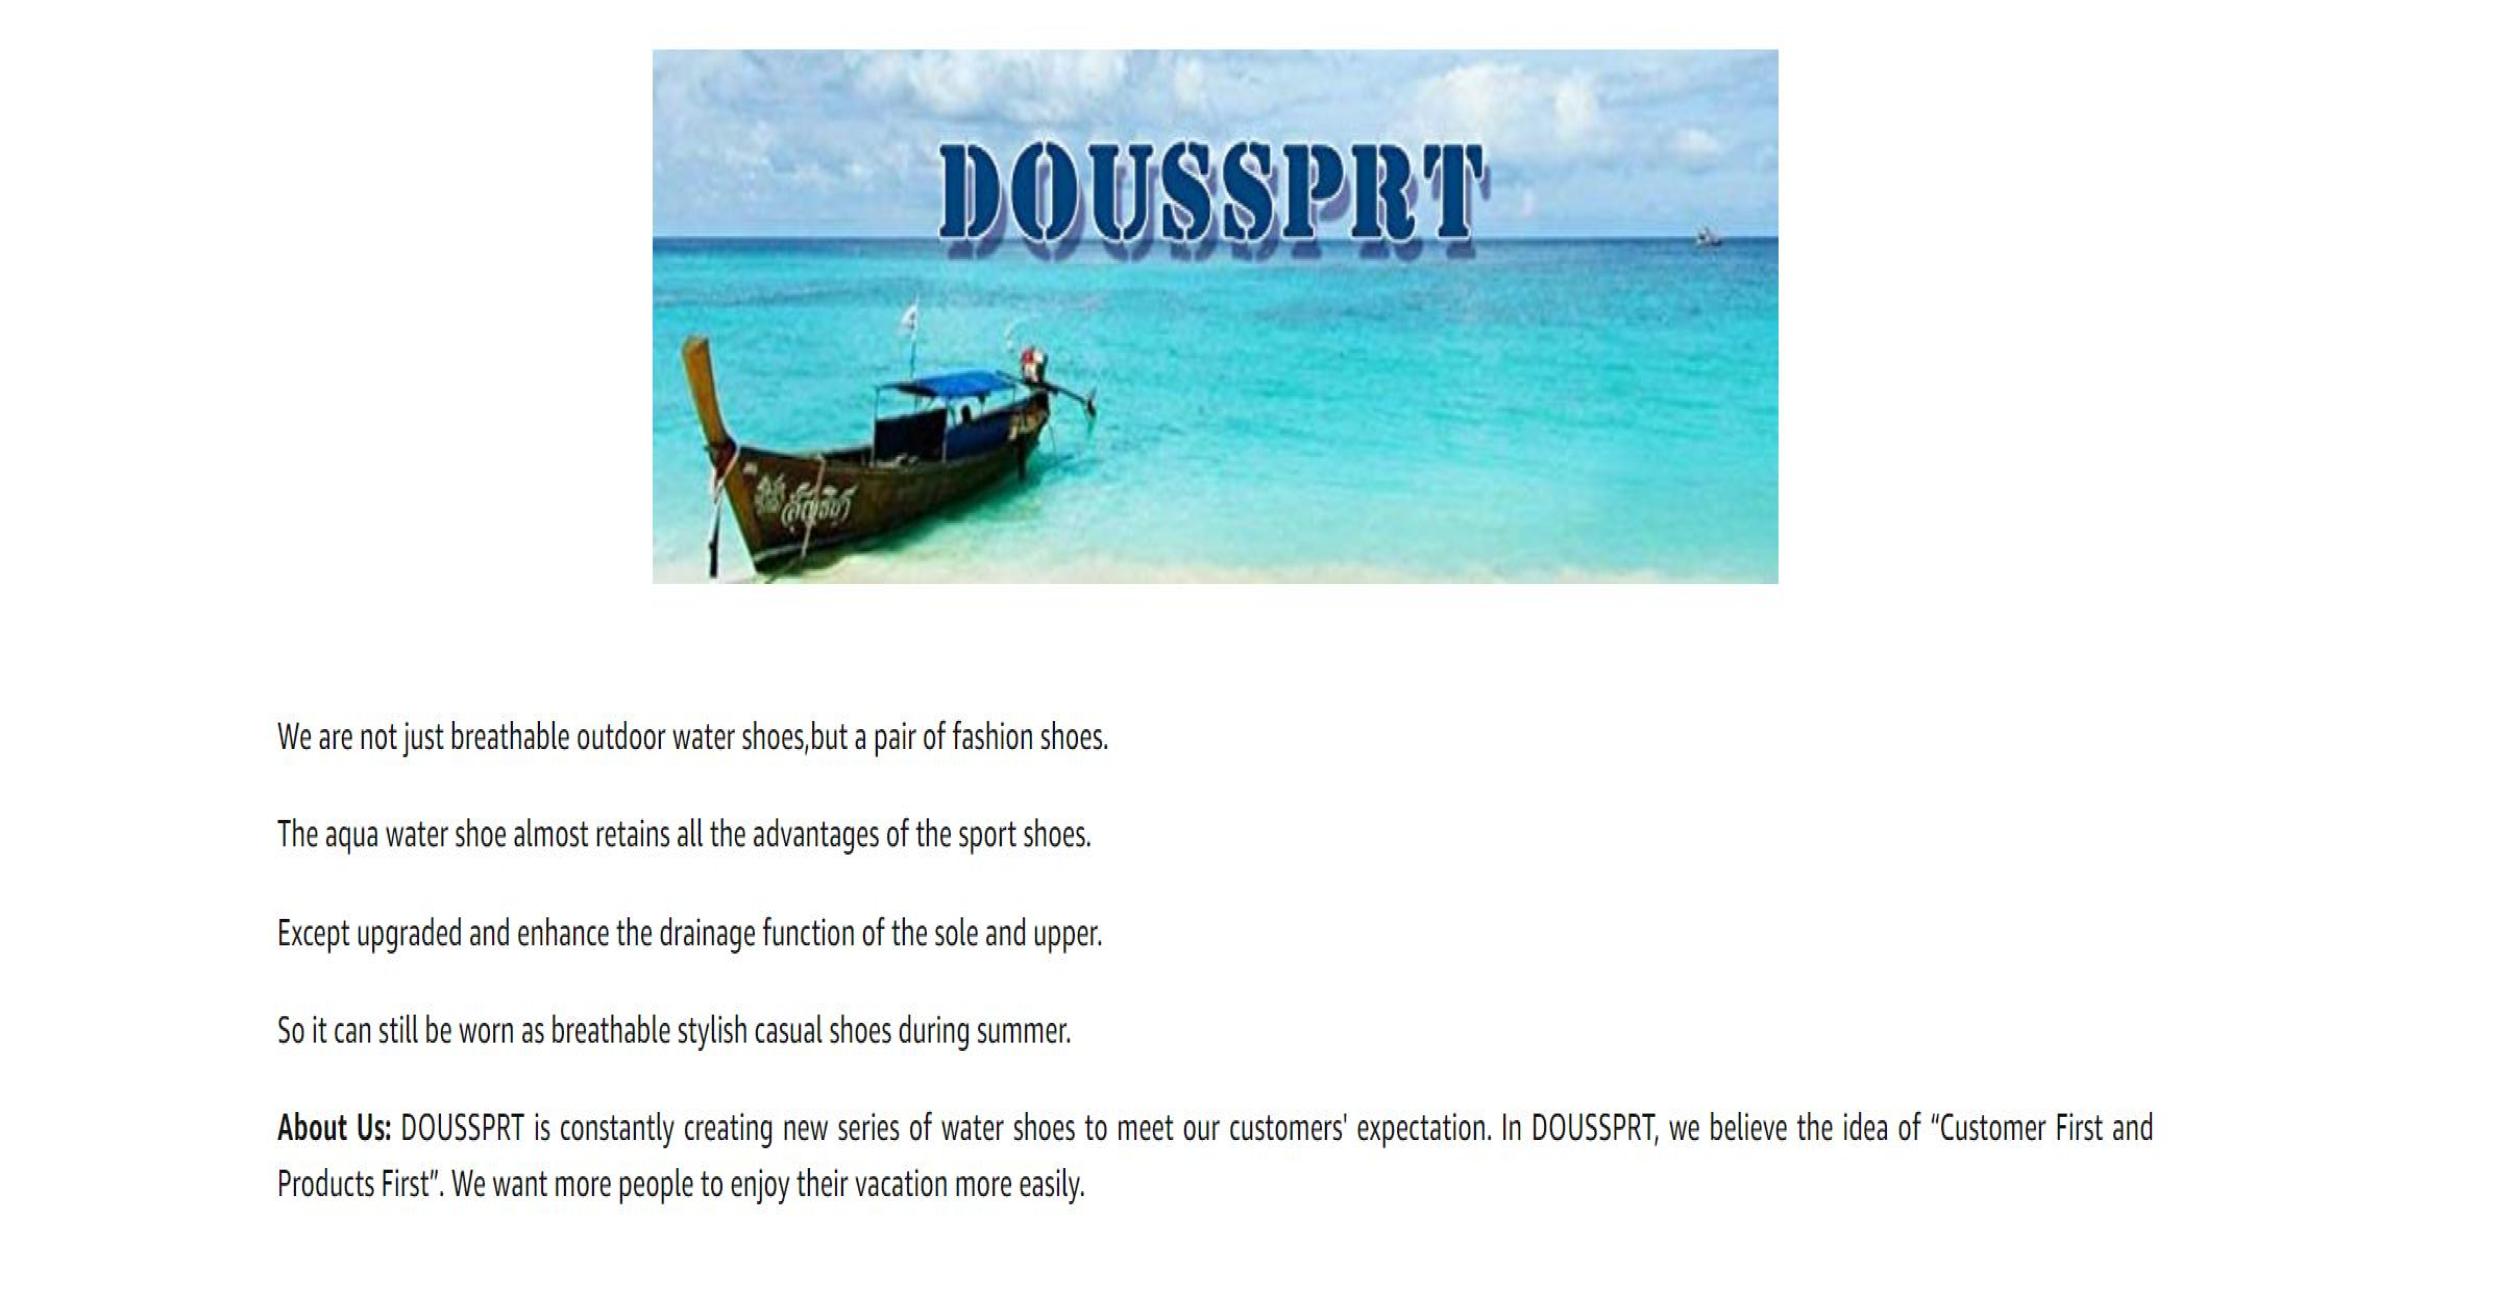 DOUSSPRT
We are not just breathable outdoor water shoes,but a pair of fashion shoes.
The aqua water shoe almost retains all the advantages of the sport shoes.
Except upgraded and enhance the drainage function of the sole and upper.
So it can still be worn as breathable stylish casual shoes during summer.
About Us: DOUSSPRT is constantly creating new series of water shoes to meet our customers' expectation. In DOUSSPRT, we believe the idea of “Customer First and
Products First”. We want more people to enjoy their vacation more easily.